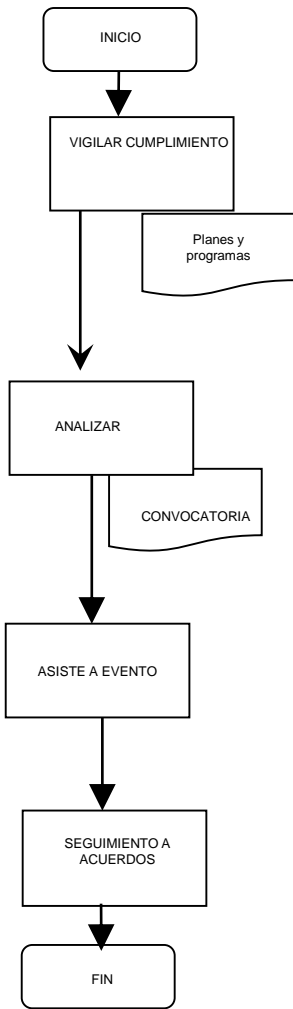 INICIO
VIGILAR CUMPLIMIENTO
Planes y
programas
ANALIZAR
CONVOCATORIA
ASISTE A EVENTO
SEGUIMIENTO A
ACUERDOS
FIN